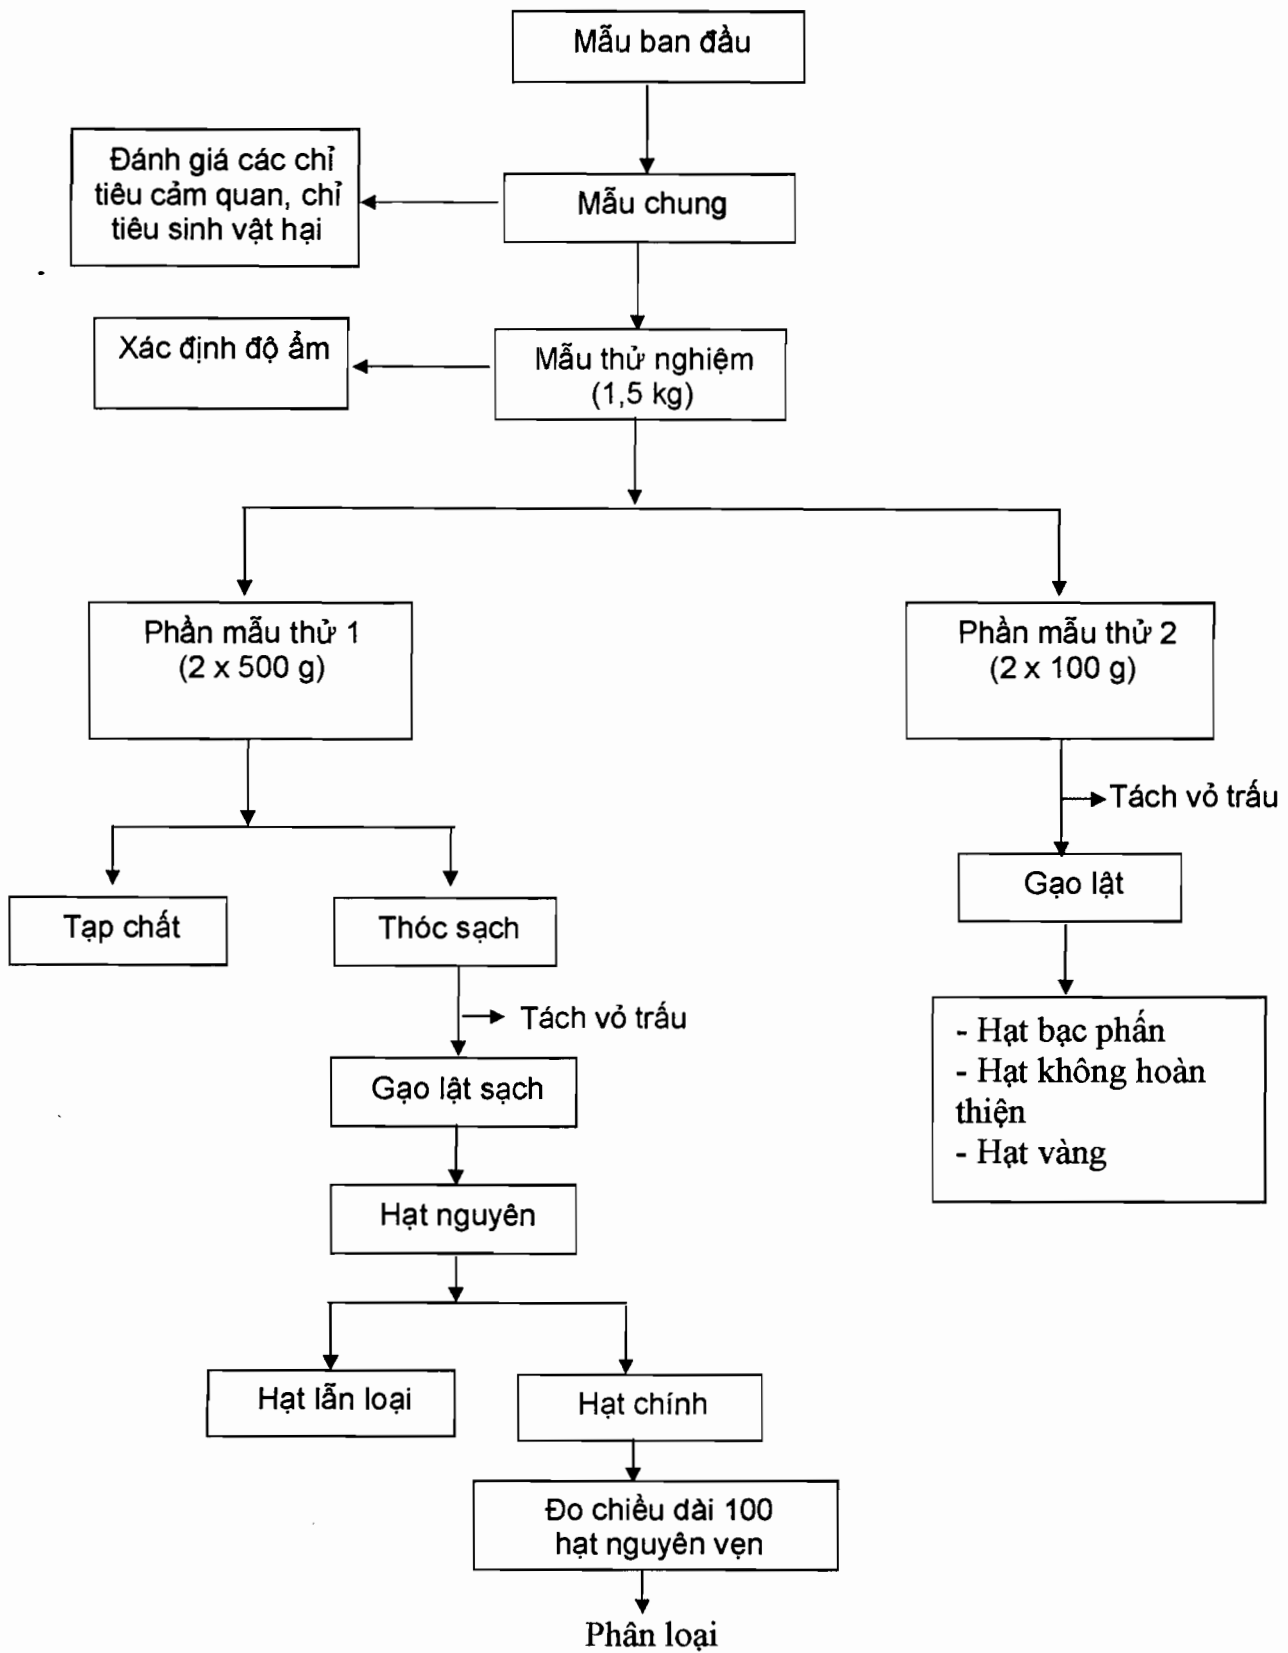 Mẫu ban đầu
Đánh giá các chỉ
tiêu cảm quan, chỉ
tiêu sinh vật hại
Mẫu chung
Xác định độ ẩm
Mẫu thử nghiệm
(1,5 kg)
Phần mẫu thử 1
(2 x 500 g)
Phần mẫu thử 2
(2 x 100 g)
Tách vỏ trấu
Gạo lật
Tạp chất
Thóc sạch
Tách vỏ trấu
- Hạt bạc phấn
- Hạt không hoàn
thiện
- Hạt vàng
Gạo lật sạch
Hạt nguyên
Hạt lẫn loại
Hạt chính
Đo chiều dài 100
hạt nguyên vẹn
Phân loại